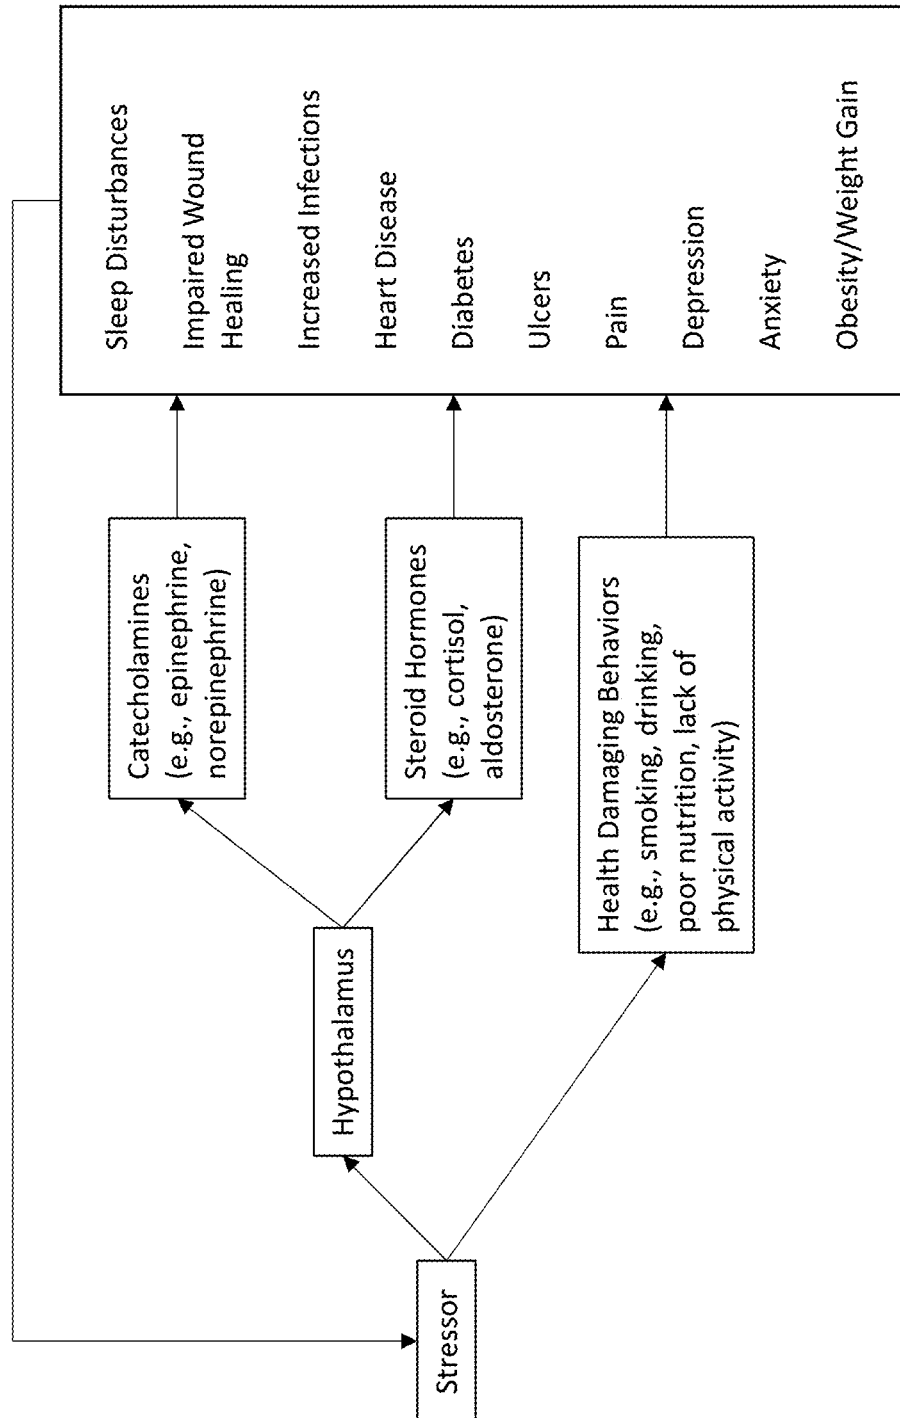 Stressor
Hypothalamus
Catecholamines
(e.g., epinephrine,
norepinephrine)
Steroid Hormones
(e.g., cortisol,
aldosterone)
Health Damaging Behaviors
(e.g., smoking, drinking,
poor nutrition, lack of
physical activity)
Sleep Disturbances
Impaired Wound
Healing
Increased Infections
Heart Disease
Diabetes
Ulcers
Pain
Depression
Anxiety
Obesity/Weight Gain